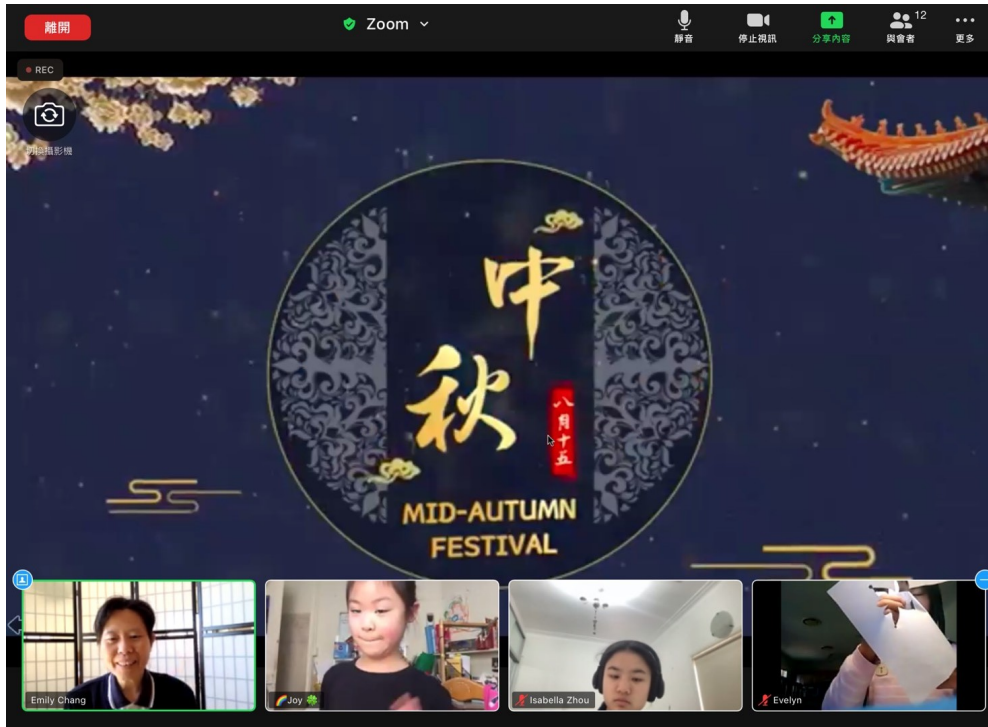 離開
Zoom
靜音
停止視訊
分享內容
12
與會者
更多
REC
切換攝影機
中
秋
八月十五
MID-AUTUMN
FESTIVAL
Emily Chang
🌈Joy 🍀
Isabella Zhou
Evelyn